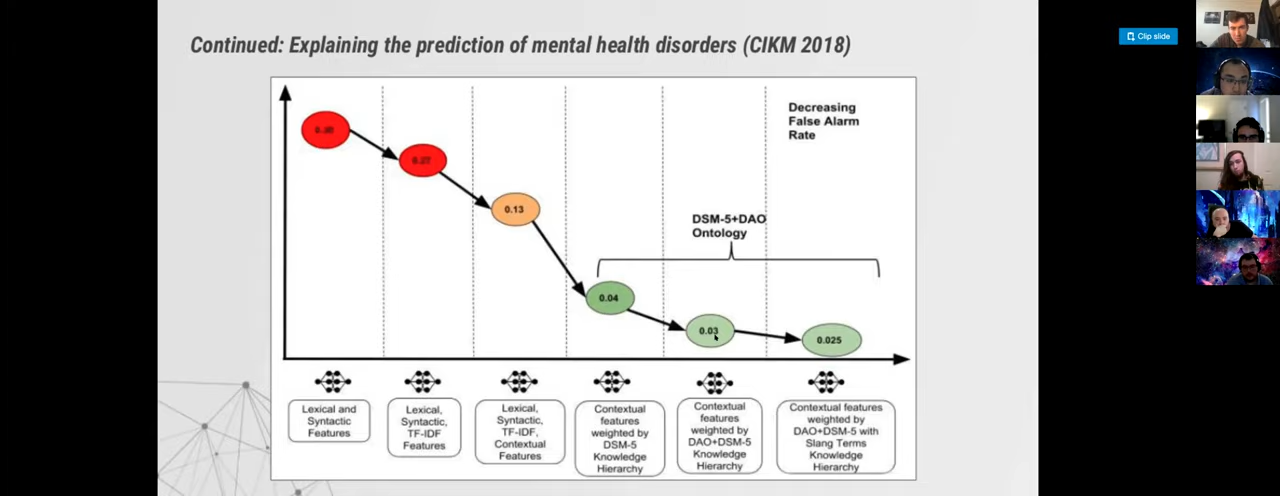 Continued: Explaining the prediction of mental health disorders (CIKM 2018)
Clip slide
Decreasing
False Alarm
Rate
0.13
DSM-5+DAO
Ontology
0.04
0.03
0.025
Lexical and
Syntactic
Features
Lexical,
Syntactic,
TF-IDF
Features
Lexical,
Syntactic,
TF-IDF,
Contextual
Features
Contextual
features
weighted by
DSM-5
Knowledge
Hierarchy
Contextual
features
weighted by
DAO+DSM-5
Knowledge
Hierarchy
Contextual features
weighted by
DAO+DSM-5 with
Slang Terms
Knowledge
Hierarchy